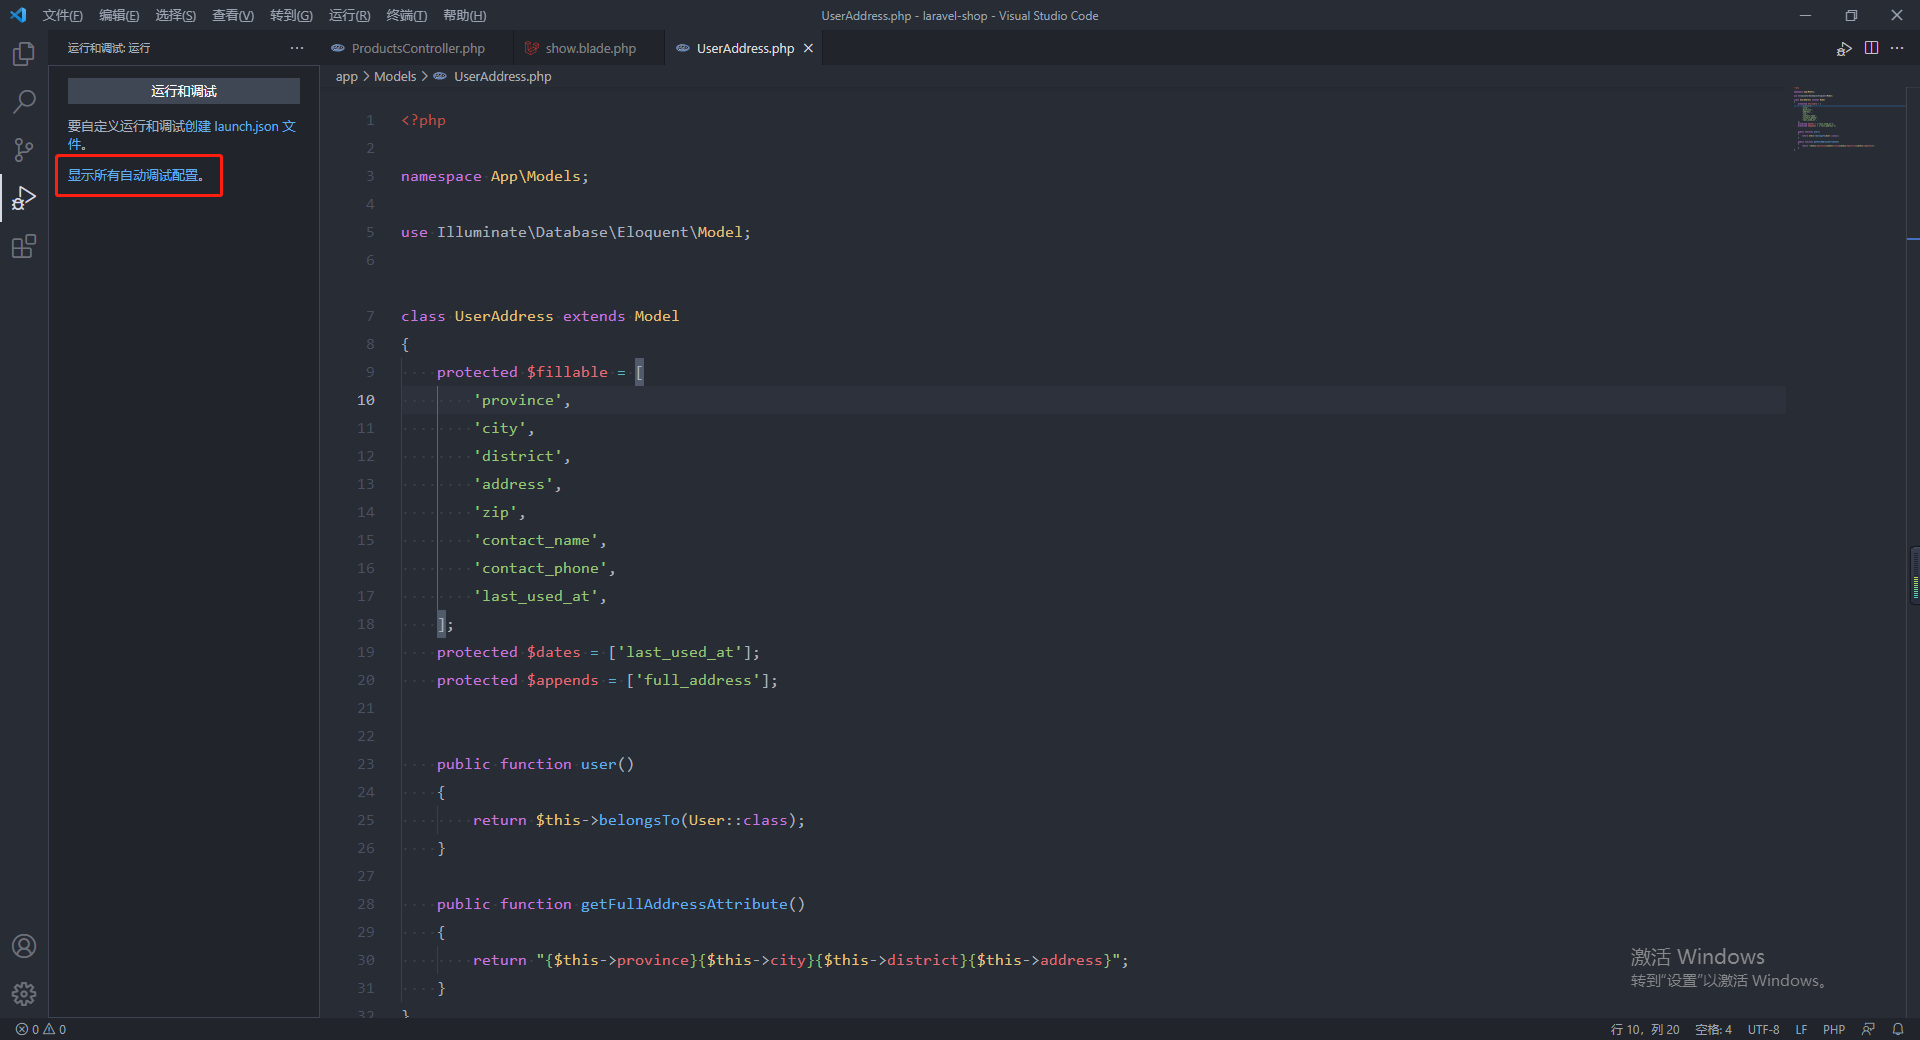 文件(F) 编辑(E) 选择(S) 查看(V) 转到(G) 运行(R) 终端(T) 帮助(H)
UserAddress.php - laravel-shop - Visual Studio Code
运行和调试: 运行
ProductsController.php
show.blade.php
UserAddress.php
app > Models > UserAddress.php
运行和调试
要自定义运行和调试创建 launch.json 文
件。
显示所有自动调试配置。
1 <?php
2
3 namespace App\Models;
4
5 use Illuminate\Database\Eloquent\Model;
6
7 class UserAddress extends Model
8 {
9 protected $fillable = [
10 'province',
11 'city',
12 'district',
13 'address',
14 'zip',
15 'contact_name',
16 'contact_phone',
17 'last_used_at',
18 ];
19 protected $dates = ['last_used_at'];
20 protected $appends = ['full_address'];
21
22
23 public function user()
24 {
25 return $this->belongsTo(User::class);
26 }
27
28 public function getFullAddressAttribute()
29 {
30 return "{$this->province}{$this->city}{$this->district}{$this->address}";
31 }
32 }
激活 Windows
转到“设置”以激活 Windows。
0 0
行 10，列 20 空格: 4 UTF-8 LF PHP